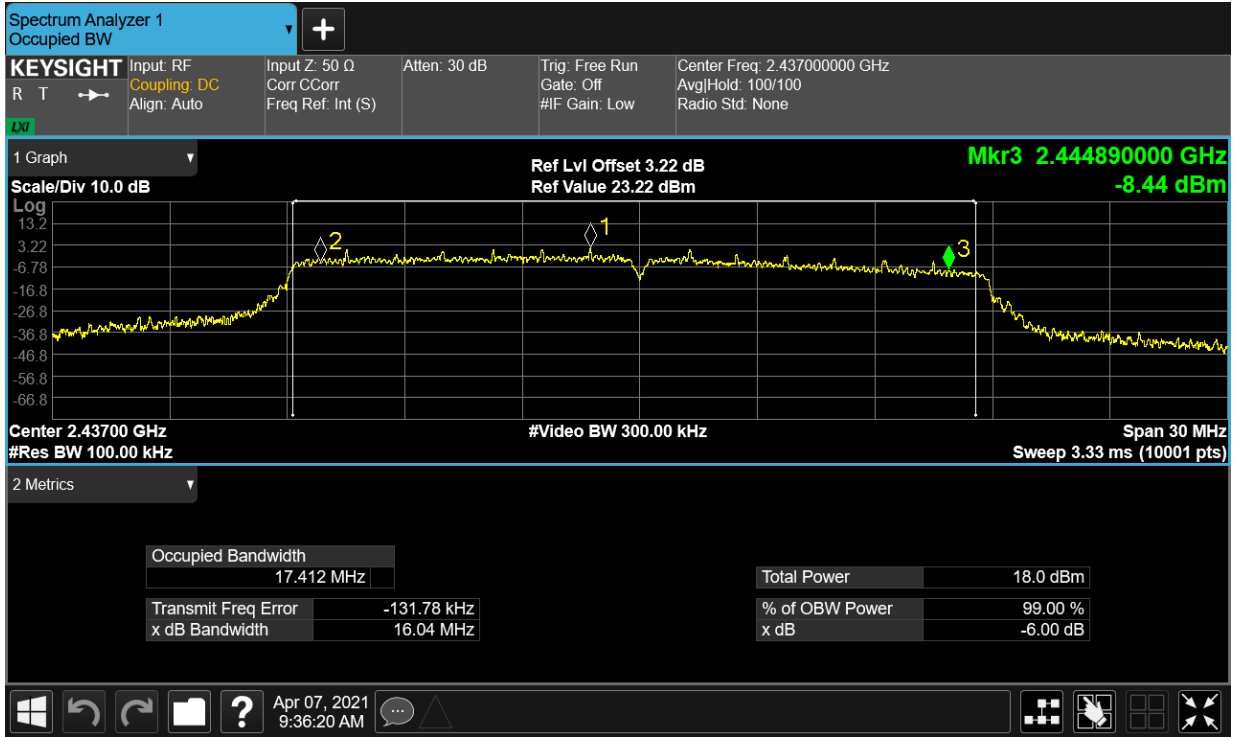 Spectrum Analyzer 1
Occupied BW
+
KEYSIGHT
R T
LXI
Input: RF
Coupling: DC
Align: Auto
Input Z: 50 Ω
Corr CCorr
Freq Ref: Int (S)
Atten: 30 dB
Trig: Free Run
Gate: Off
#IF Gain: Low
Center Freq: 2.437000000 GHz
Avg|Hold: 100/100
Radio Std: None
1 Graph
Ref Lvl Offset 3.22 dB
Mkr3 2.444890000 GHz
Scale/Div 10.0 dB
Ref Value 23.22 dBm
-8.44 dBm
Log
13.2
3.22
-6.78
-16.8
-26.8
-36.8
-46.8
-56.8
-66.8
2
1
3
Center 2.43700 GHz
#Video BW 300.00 kHz
Span 30 MHz
#Res BW 100.00 kHz
Sweep 3.33 ms (10001 pts)
2 Metrics
Occupied Bandwidth
17.412 MHz
Total Power 18.0 dBm
Transmit Freq Error -131.78 kHz
% of OBW Power 99.00 %
x dB Bandwidth 16.04 MHz
x dB -6.00 dB
?
Apr 07, 2021
9:36:20 AM